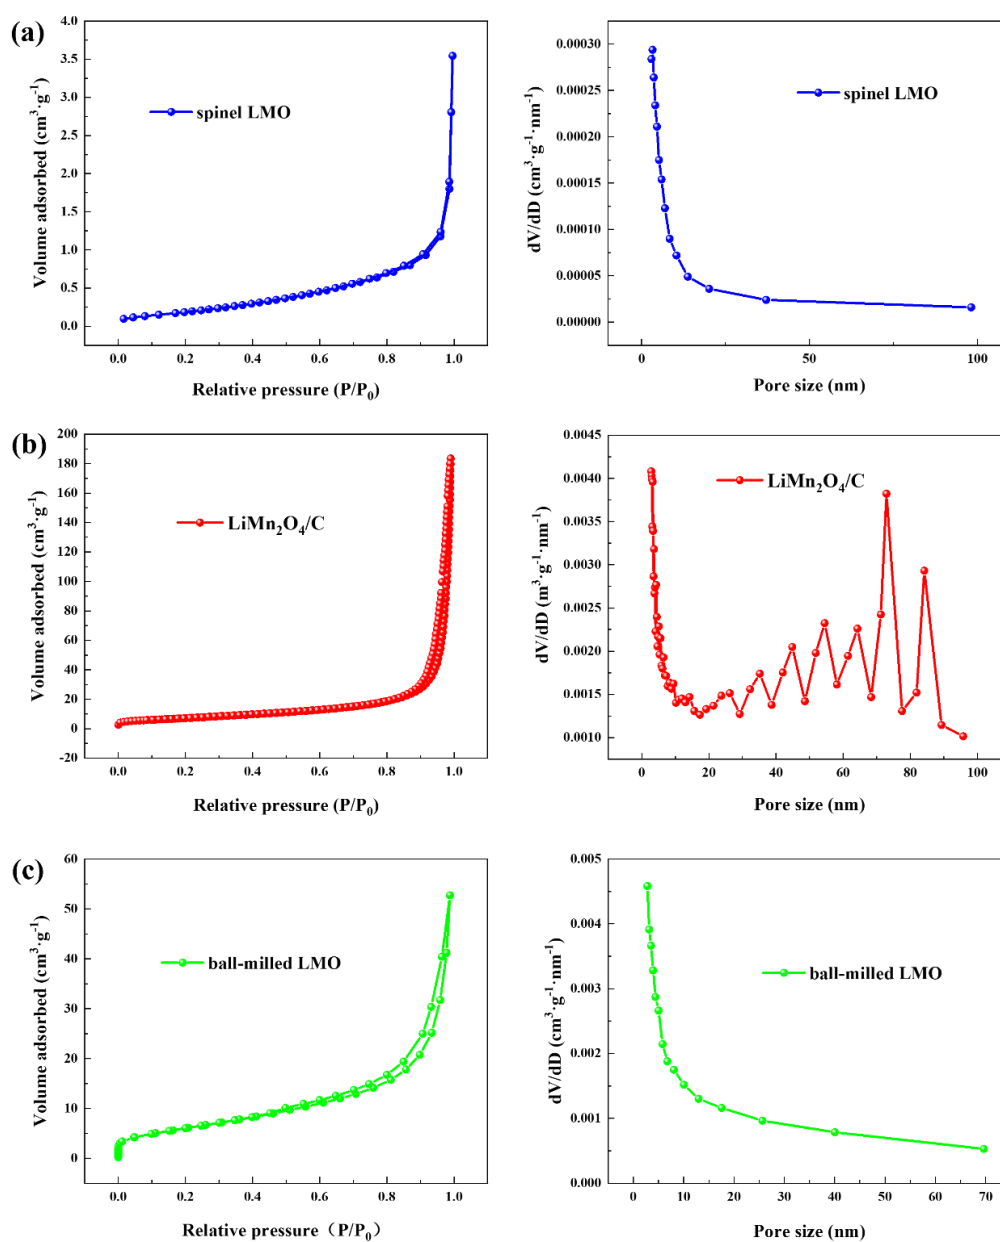 (a)
4.0
3.5
3.0
2.5
2.0
1.5
1.0
0.5
0.0
Volume adsorbed (cm³·g⁻¹)
spinel LMO
0.0 0.2 0.4 0.6 0.8 1.0
Relative pressure (P/P₀)
0.00030
0.00025
0.00020
0.00015
0.00010
0.00005
0.00000
dV/dD (cm³·g⁻¹·nm⁻¹)
spinel LMO
0 50 100
Pore size (nm)
(b)
200
180
160
140
120
100
80
60
40
20
0
-20
Volume adsorbed (cm³·g⁻¹)
LiMn₂O₄/C
0.0 0.2 0.4 0.6 0.8 1.0
Relative pressure (P/P₀)
0.0045
0.0040
0.0035
0.0030
0.0025
0.0020
0.0015
0.0010
dV/dD (m³·g⁻¹·nm⁻¹)
LiMn₂O₄/C
0 20 40 60 80 100
Pore size (nm)
(c)
60
50
40
30
20
10
0
Volume adsorbed (cm³·g⁻¹)
ball-milled LMO
0.0 0.2 0.4 0.6 0.8 1.0
Relative pressure（P/P₀）
0.005
0.004
0.003
0.002
0.001
0.000
dV/dD (cm³·g⁻¹·nm⁻¹)
ball-milled LMO
0 10 20 30 40 50 60 70
Pore size (nm)